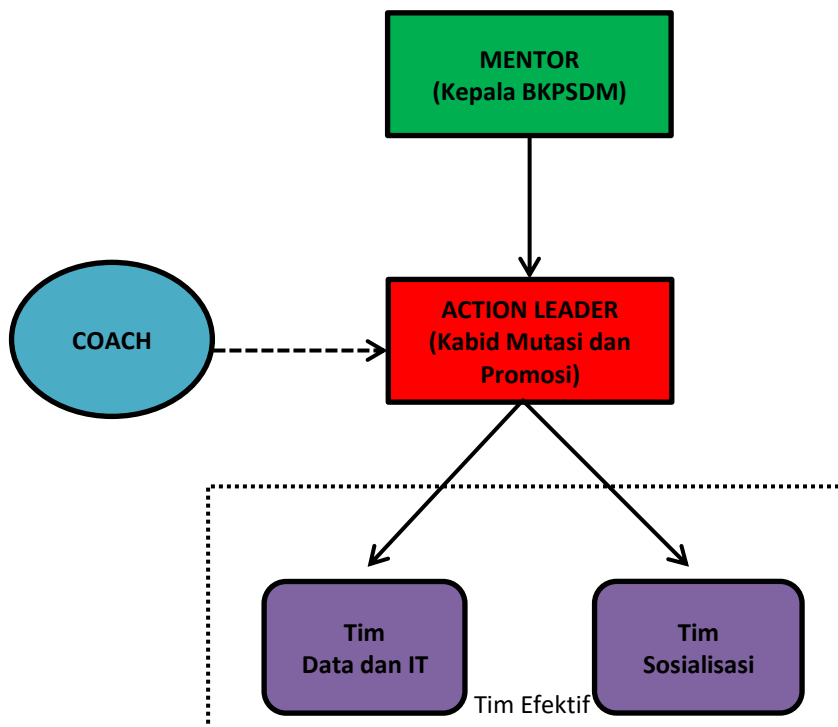 MENTOR
(Kepala BKPSDM)
COACH
ACTION LEADER
(Kabid Mutasi dan
Promosi)
Tim
Data dan IT
Tim
Sosialisasi
Tim Efektif